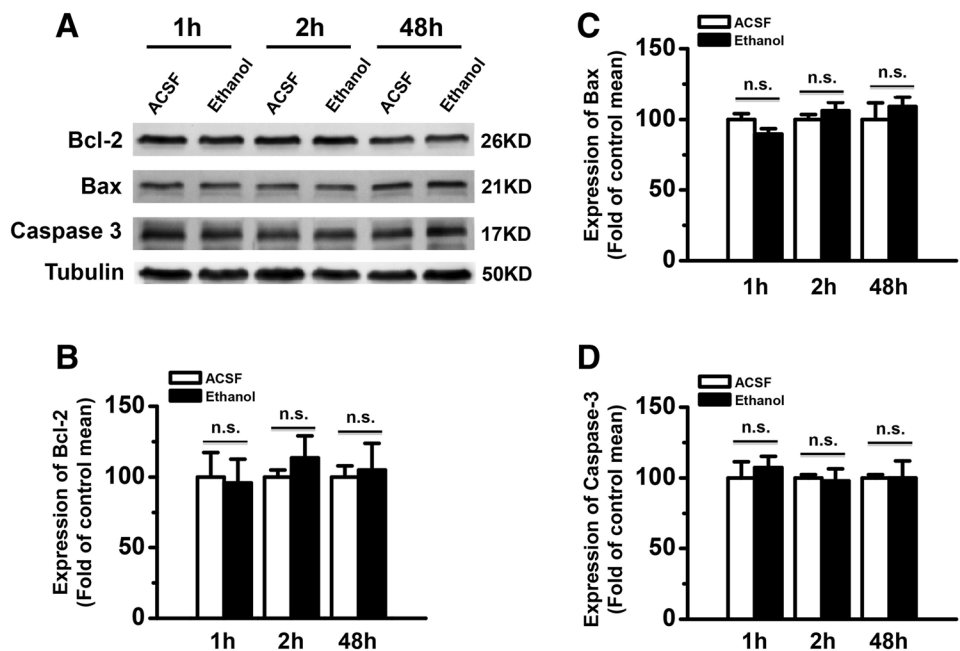 A
1h 2h 48h
ACSF Ethanol ACSF Ethanol ACSF Ethanol
Bcl-2 26KD
Bax 21KD
Caspase 3 17KD
Tubulin 50KD
B
ACSF
Ethanol
Expression of Bcl-2
(Fold of control mean)
150
100
50
0
n.s. n.s. n.s.
1h 2h 48h
C
ACSF
Ethanol
Expression of Bax
(Fold of control mean)
150
100
50
0
n.s. n.s. n.s.
1h 2h 48h
D
ACSF
Ethanol
Expression of Caspase-3
(Fold of control mean)
150
100
50
0
n.s. n.s. n.s.
1h 2h 48h